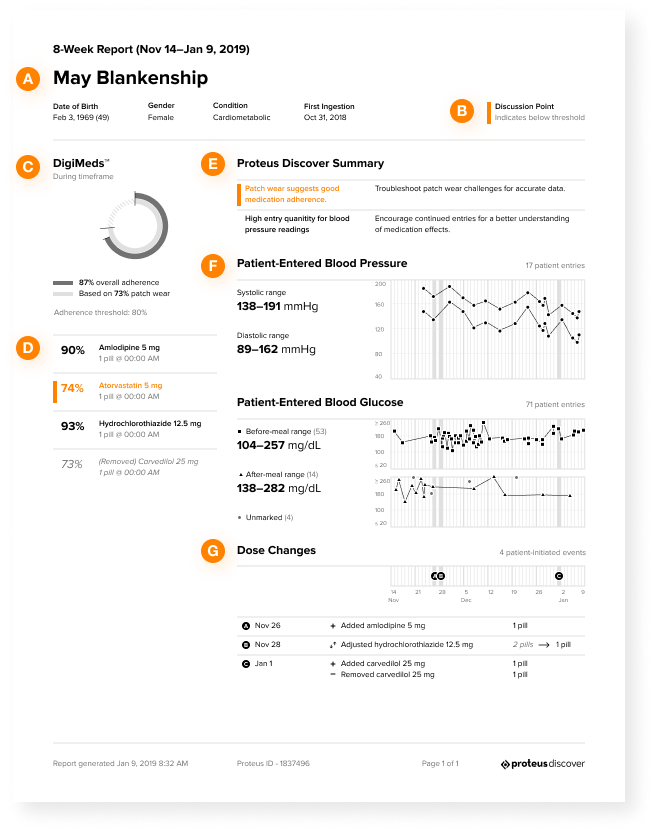 8-Week Report (Nov 14–Jan 9, 2019)
A May Blankenship
Date of Birth Gender Condition First Ingestion
Feb 3, 1969 (49) Female Cardiometabolic Oct 31, 2018
B Discussion Point
Indicates below threshold
C DigiMeds™
During timeframe
87% overall adherence
Based on 73% patch wear
Adherence threshold: 80%
D
90% Amlodipine 5 mg
1 pill @ 00:00 AM
74% Atorvastatin 5 mg
1 pill @ 00:00 AM
93% Hydrochlorothiazide 12.5 mg
1 pill @ 00:00 AM
73% (Removed) Carvedilol 25 mg
1 pill @ 00:00 AM
E Proteus Discover Summary
Patch wear suggests good Troubleshoot patch wear challenges for accurate data.
medication adherence.
High entry quanitity for blood Encourage continued entries for a better understanding
pressure readings of medication effects.
F Patient-Entered Blood Pressure 17 patient entries
Systolic range
138–191 mmHg
Diastolic range
89–162 mmHg
200
160
120
80
40
Patient-Entered Blood Glucose 71 patient entries
Before-meal range (53)
104–257 mg/dL
After-meal range (14)
138–282 mg/dL
Unmarked (4)
≥ 260
180
100
≤ 20
≥ 260
180
100
≤ 20
G Dose Changes 4 patient-initiated events
A B C
14 21 28 5 12 19 26 2 9
Nov Dec Jan
A Nov 26 + Added amlodipine 5 mg 1 pill
B Nov 28 Adjusted hydrochlorothiazide 12.5 mg 2 pills → 1 pill
C Jan 1 + Added carvedilol 25 mg 1 pill
– Removed carvedilol 25 mg 1 pill
Report generated Jan 9, 2019 8:32 AM Proteus ID - 1837496 Page 1 of 1 proteusdiscover